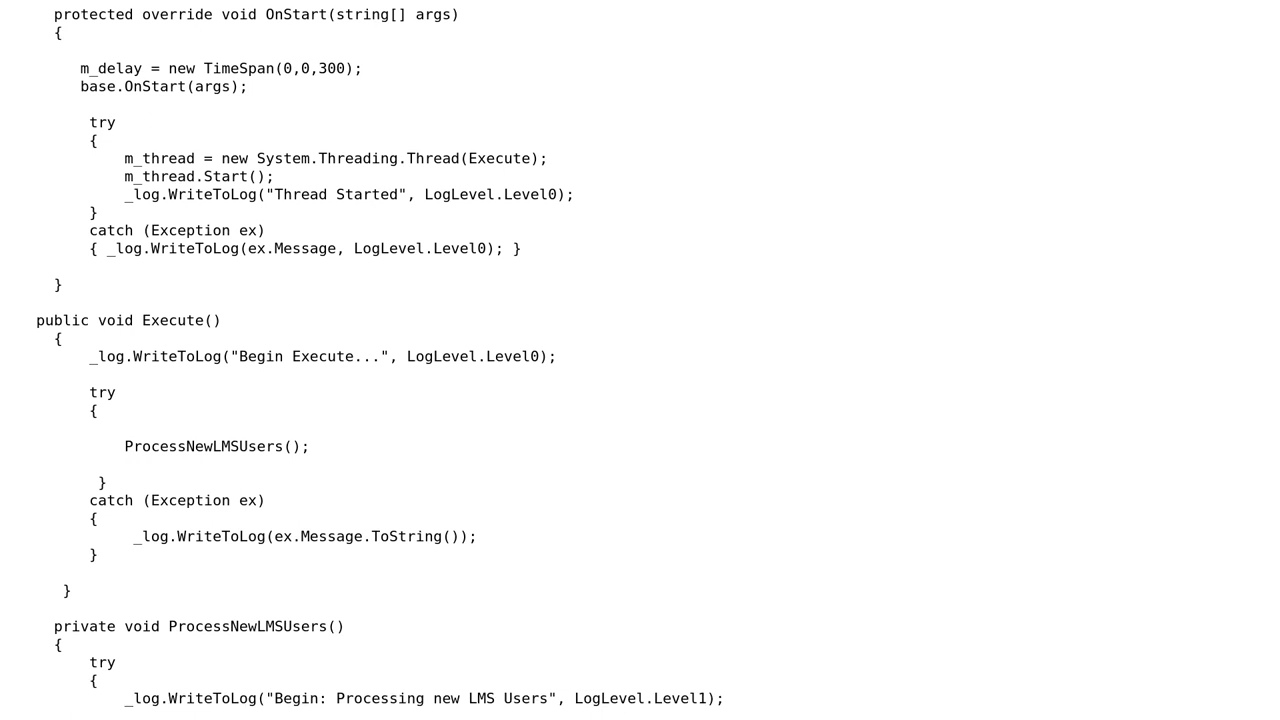 protected override void OnStart(string[] args)
{
m_delay = new TimeSpan(0,0,300);
base.OnStart(args);
try
{
m_thread = new System.Threading.Thread(Execute);
m_thread.Start();
_log.WriteToLog("Thread Started", LogLevel.Level0);
}
catch (Exception ex)
{ _log.WriteToLog(ex.Message, LogLevel.Level0); }
}
public void Execute()
{
_log.WriteToLog("Begin Execute...", LogLevel.Level0);
try
{
ProcessNewLMSUsers();
}
catch (Exception ex)
{
_log.WriteToLog(ex.Message.ToString());
}
}
private void ProcessNewLMSUsers()
{
try
{
_log.WriteToLog("Begin: Processing new LMS Users", LogLevel.Level1);